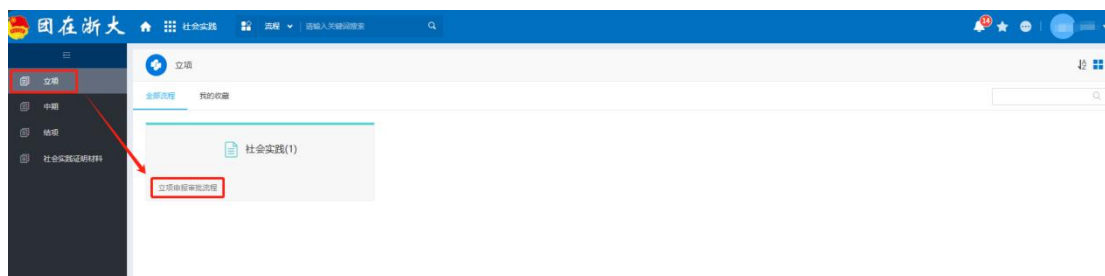 团在浙大 社会实践 流程 请输入关键词搜索 14
立项
立项
全部流程 我的收藏
中期
结项
社会实践(1)
社会实践证明材料
立项申报审批流程